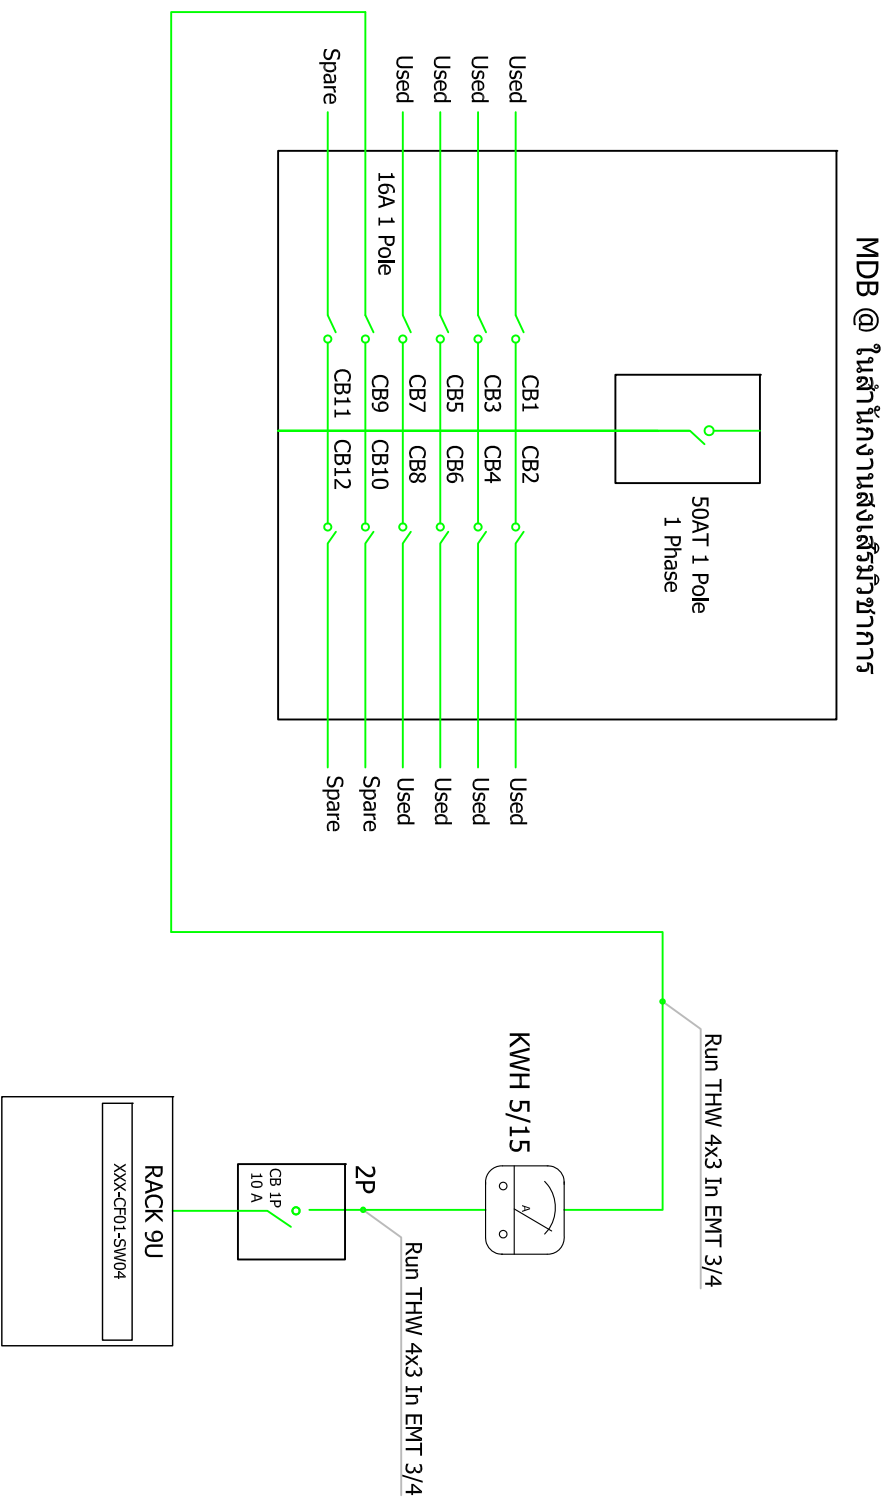 MDB @ ในสำนักงานส่งเสริมวิชาการ
50AT 1 Pole
1 Phase
Used
CB1
CB2
Used
Used
CB3
CB4
Used
Used
CB5
CB6
Used
Used
CB7
CB8
Used
16A 1 Pole
CB9
CB10
Spare
Spare
CB11
CB12
Spare
Run THW 4x3 In EMT 3/4
KWH 5/15
A
Run THW 4x3 In EMT 3/4
2P
CB 1P
10 A
RACK 9U
XXX-CF01-SW04